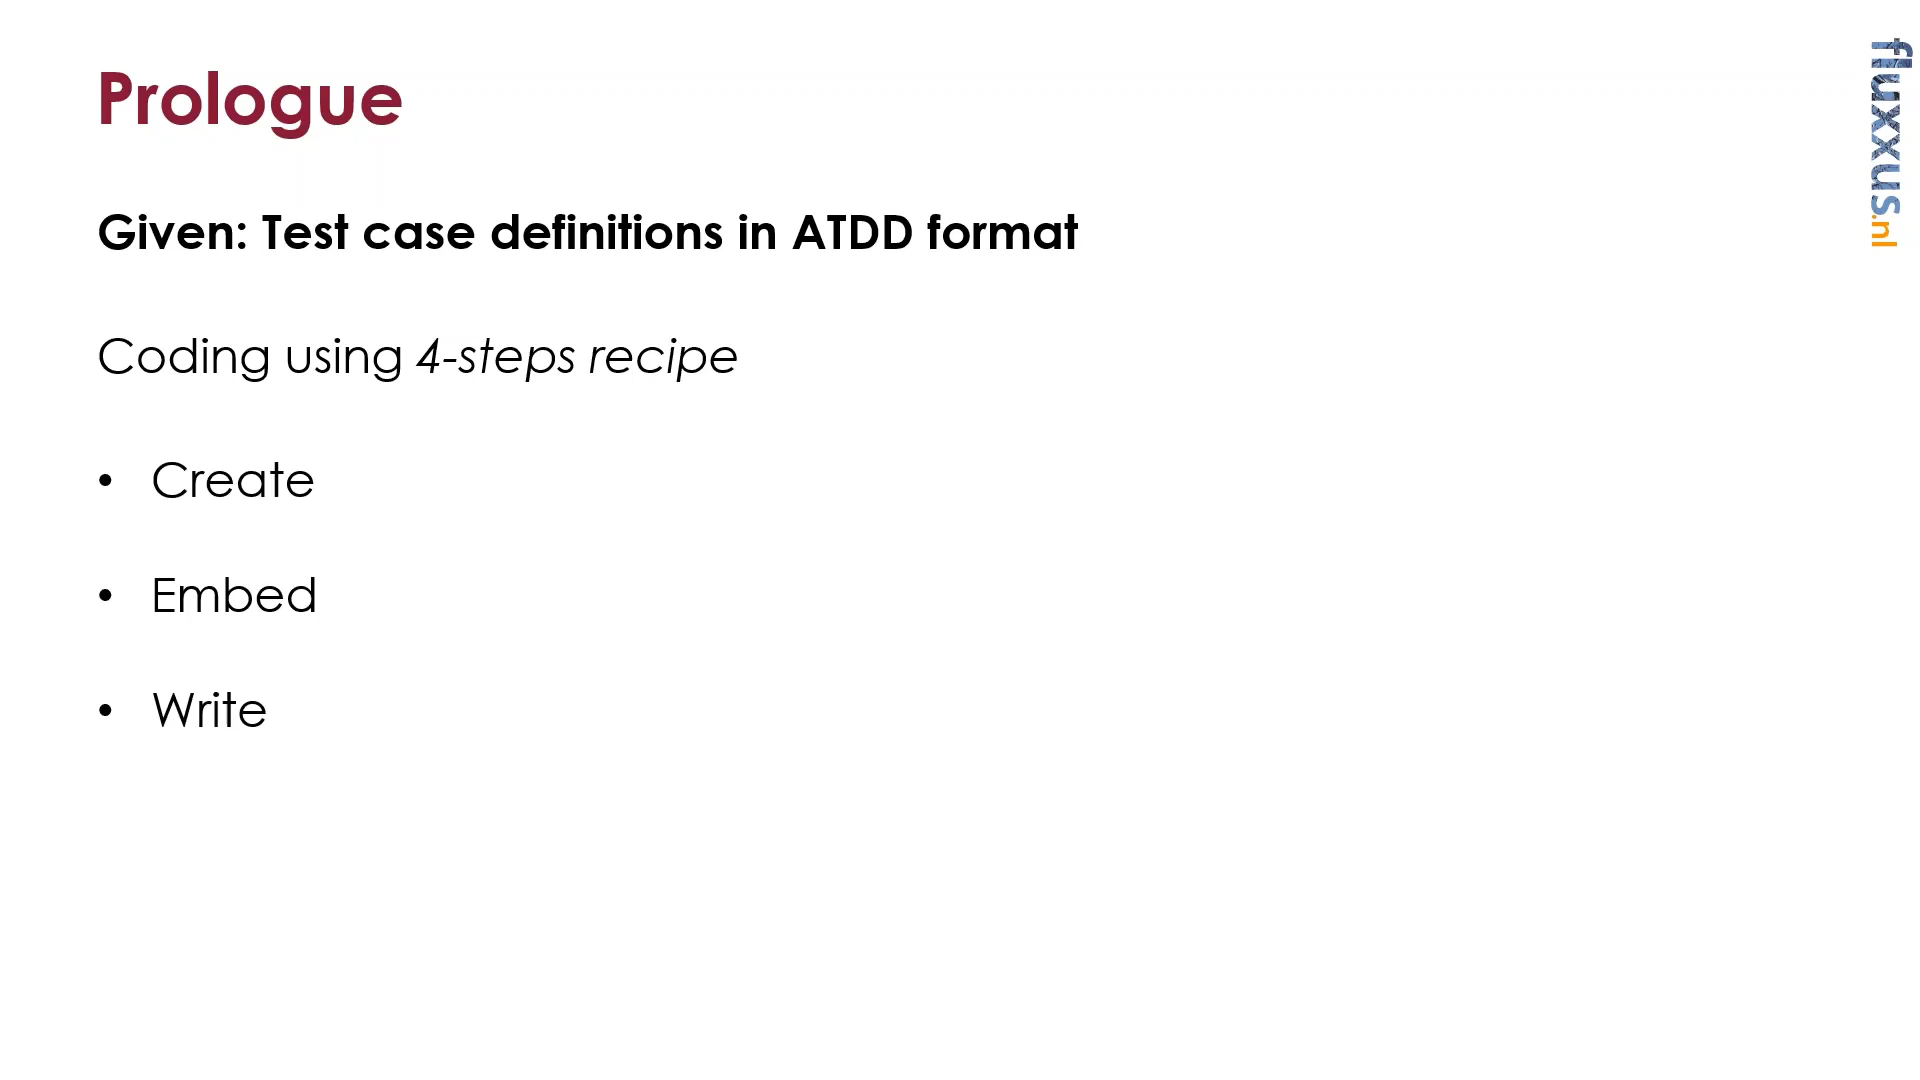 Prologue
Given: Test case definitions in ATDD format
Coding using 4-steps recipe
• Create
• Embed
• Write
fluxxus.nl